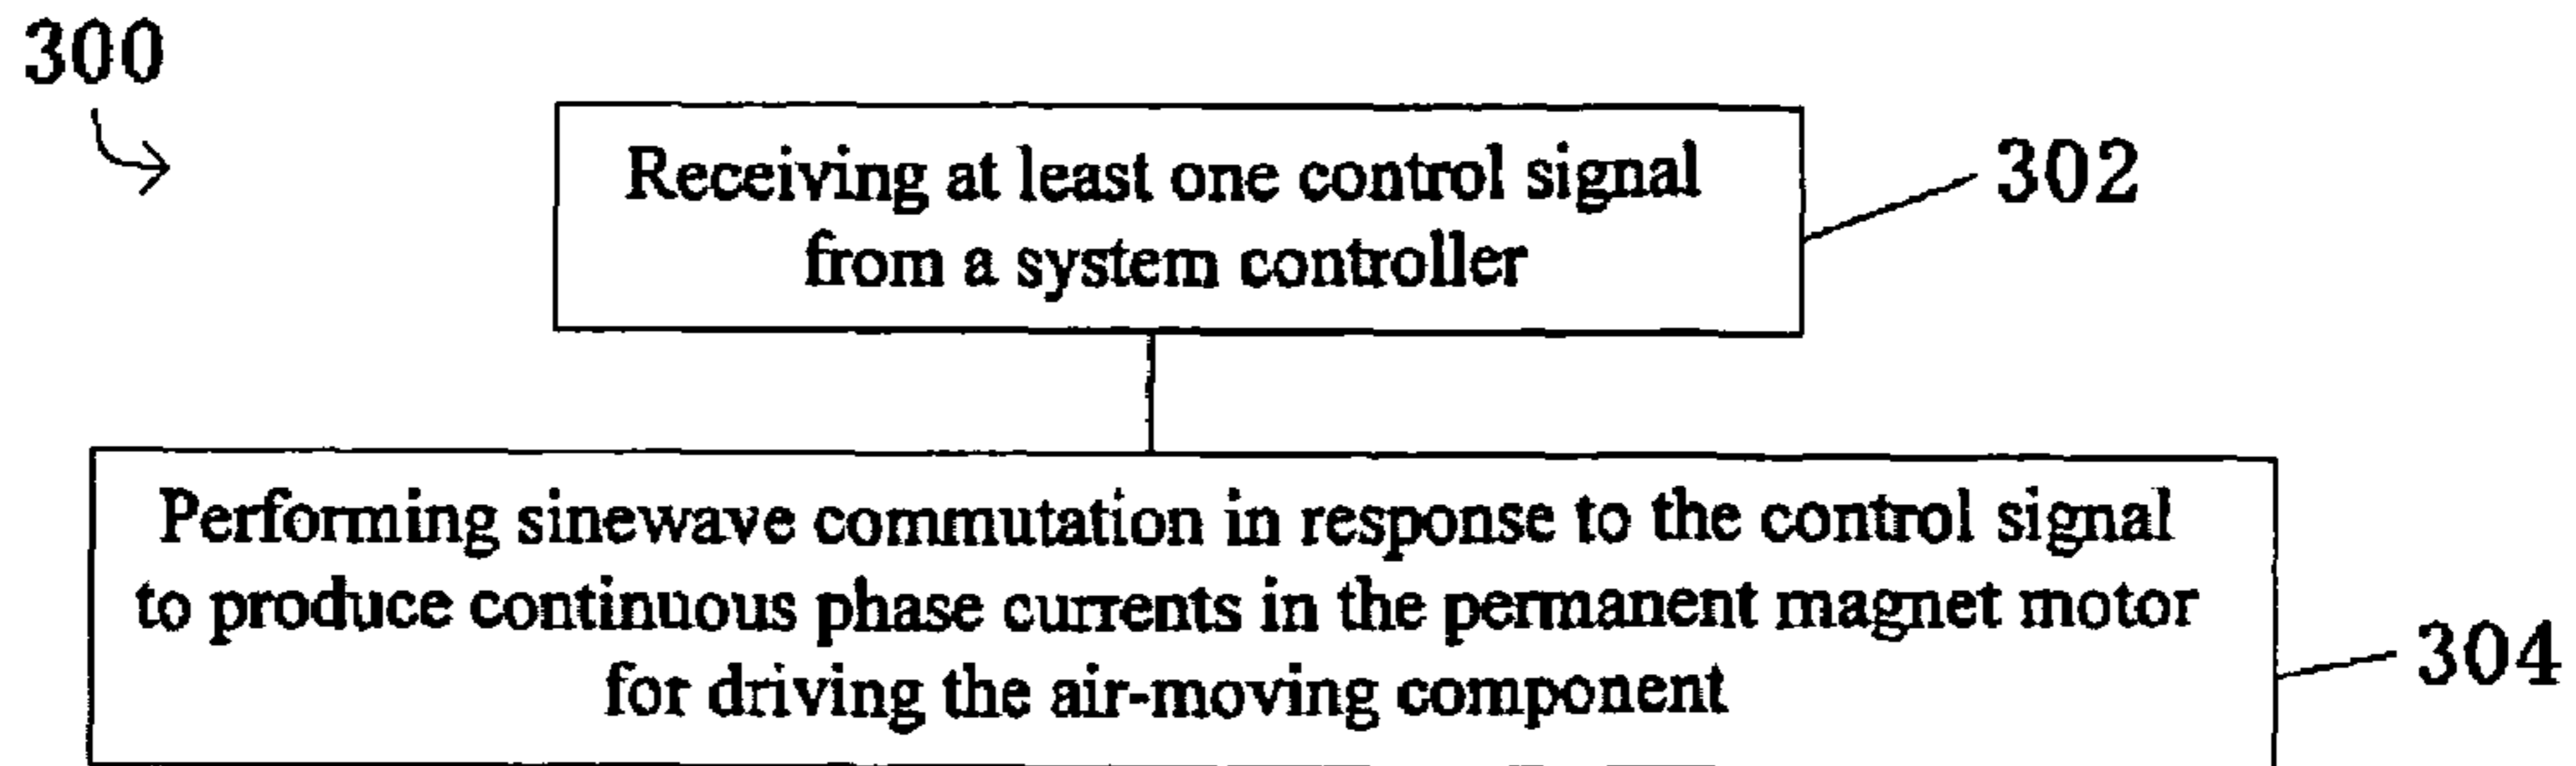 300
Receiving at least one control signal
from a system controller
302
Performing sinewave commutation in response to the control signal
to produce continuous phase currents in the permanent magnet motor
for driving the air-moving component
304